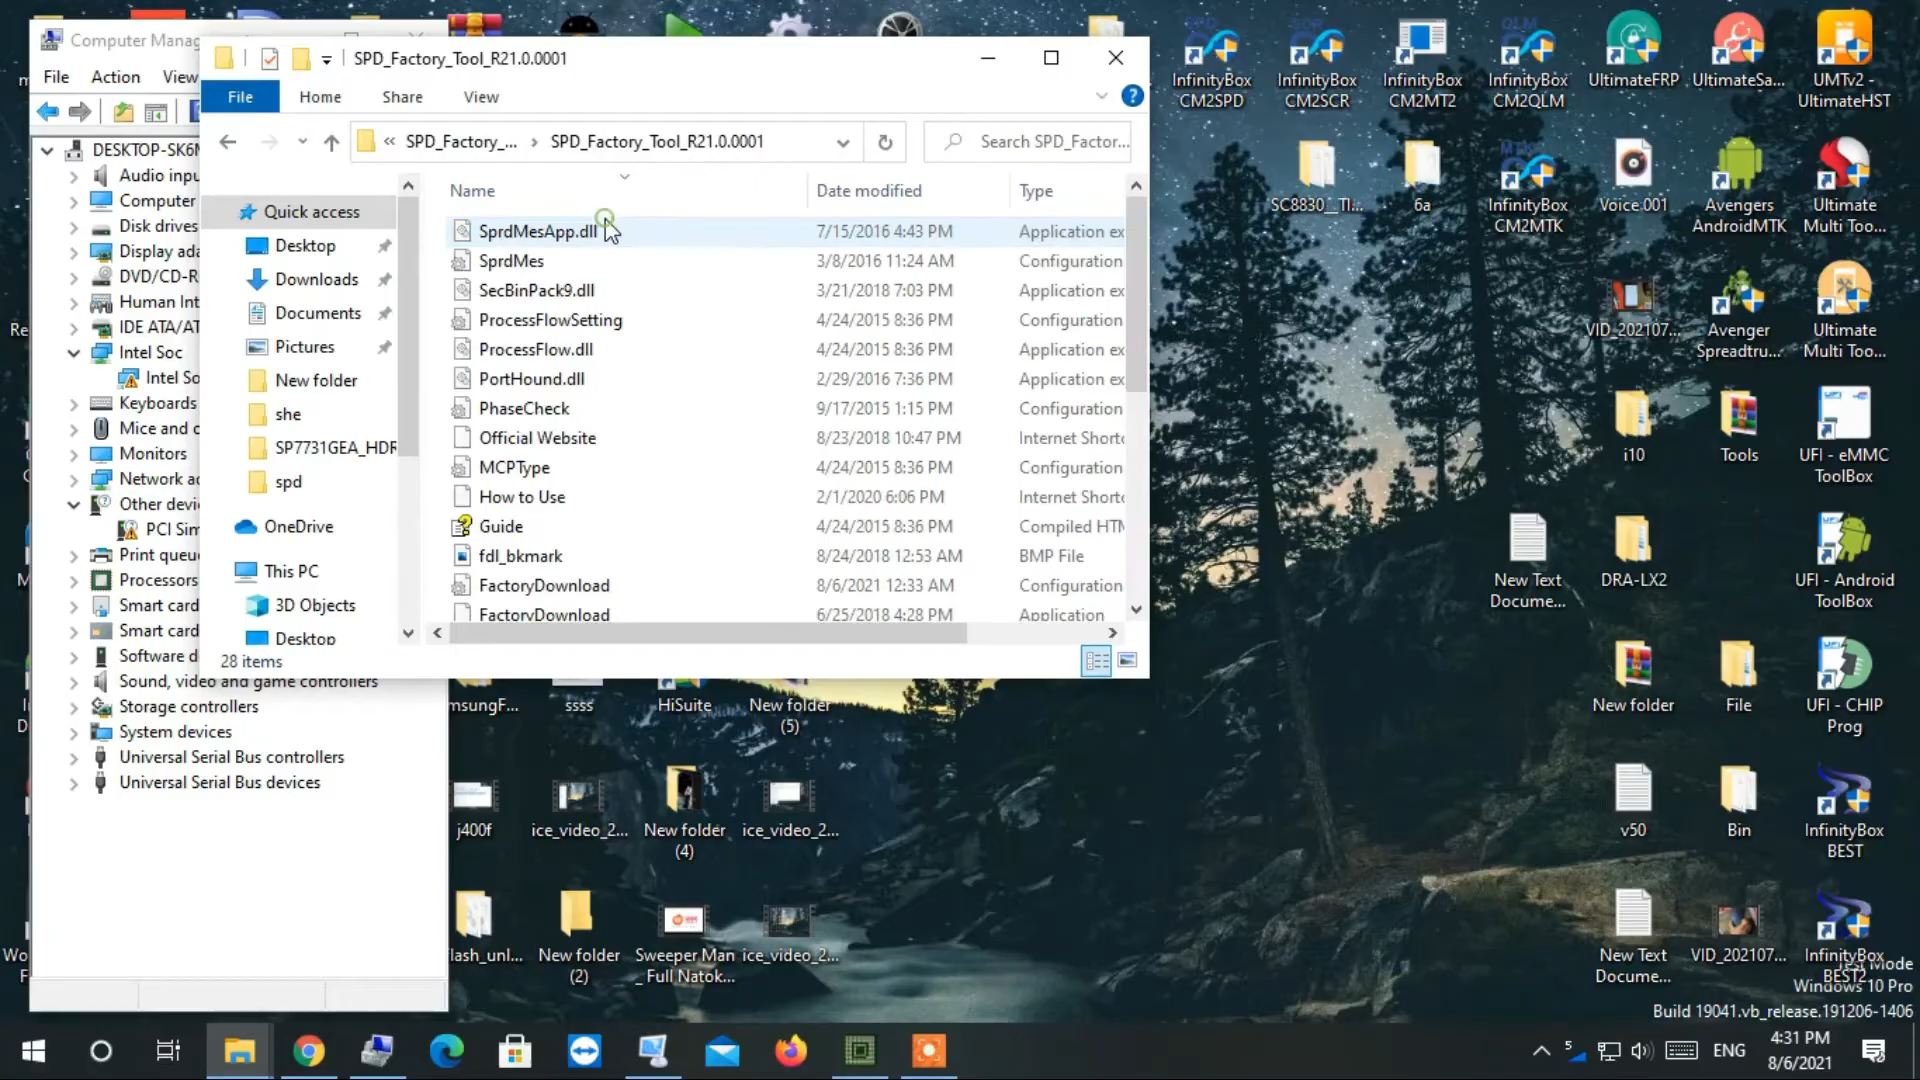 Computer Manag
File Action View
DESKTOP-SK6M
Audio inpu
Computer
Disk drives
Display ada
DVD/CD-R
Human Int
IDE ATA/AT
Intel Soc
Intel So
Keyboards
Mice and o
Monitors
Network ac
Other devi
PCI Sim
Print queue
Processors
Smart card
Smart card
Software d
Sound, video and game controllers
Storage controllers
System devices
Universal Serial Bus controllers
Universal Serial Bus devices
SPD_Factory_Tool_R21.0.0001
File Home Share View
« SPD_Factory_... › SPD_Factory_Tool_R21.0.0001
Search SPD_Factor...
Quick access
Desktop
Downloads
Documents
Pictures
New folder
she
SP7731GEA_HDR
spd
OneDrive
This PC
3D Objects
Desktop
Name Date modified Type
SprdMesApp.dll 7/15/2016 4:43 PM Application ex
SprdMes 3/8/2016 11:24 AM Configuration
SecBinPack9.dll 3/21/2018 7:03 PM Application ex
ProcessFlowSetting 4/24/2015 8:36 PM Configuration
ProcessFlow.dll 4/24/2015 8:36 PM Application ex
PortHound.dll 2/29/2016 7:36 PM Application ex
PhaseCheck 9/17/2015 1:15 PM Configuration
Official Website 8/23/2018 10:47 PM Internet Shortc
MCPType 4/24/2015 8:36 PM Configuration
How to Use 2/1/2020 6:06 PM Internet Shortc
Guide 4/24/2015 8:36 PM Compiled HTM
fdl_bkmark 8/24/2018 12:53 AM BMP File
FactoryDownload 8/6/2021 12:33 AM Configuration
FactoryDownload 6/25/2018 4:28 PM Application
28 items
InfinityBox
CM2SPD
InfinityBox
CM2SCR
InfinityBox
CM2MT2
InfinityBox
CM2QLM
UltimateFRP
UltimateSa...
UMTv2 -
UltimateHST
SC8830__Tl...
6a
InfinityBox
CM2MTK
Voice.001
Avengers
AndroidMTK
Ultimate
Multi Too...
VID_202107...
Avenger
Spreadtru...
Ultimate
Multi Too...
i10
Tools
UFI - eMMC
ToolBox
New Text
Docume...
DRA-LX2
UFI - Android
ToolBox
New folder
File
UFI - CHIP
Prog
v50
Bin
InfinityBox
BEST
New Text
Docume...
VID_202107...
InfinityBox
BEST2
msungF...
ssss
HiSuite
New folder
(5)
j400f
ice_video_2...
New folder
(4)
ice_video_2...
lash_unl...
New folder
(2)
Sweeper Man
_ Full Natok...
ice_video_2...
Test Mode
Windows 10 Pro
Build 19041.vb_release.191206-1406
ENG
4:31 PM
8/6/2021